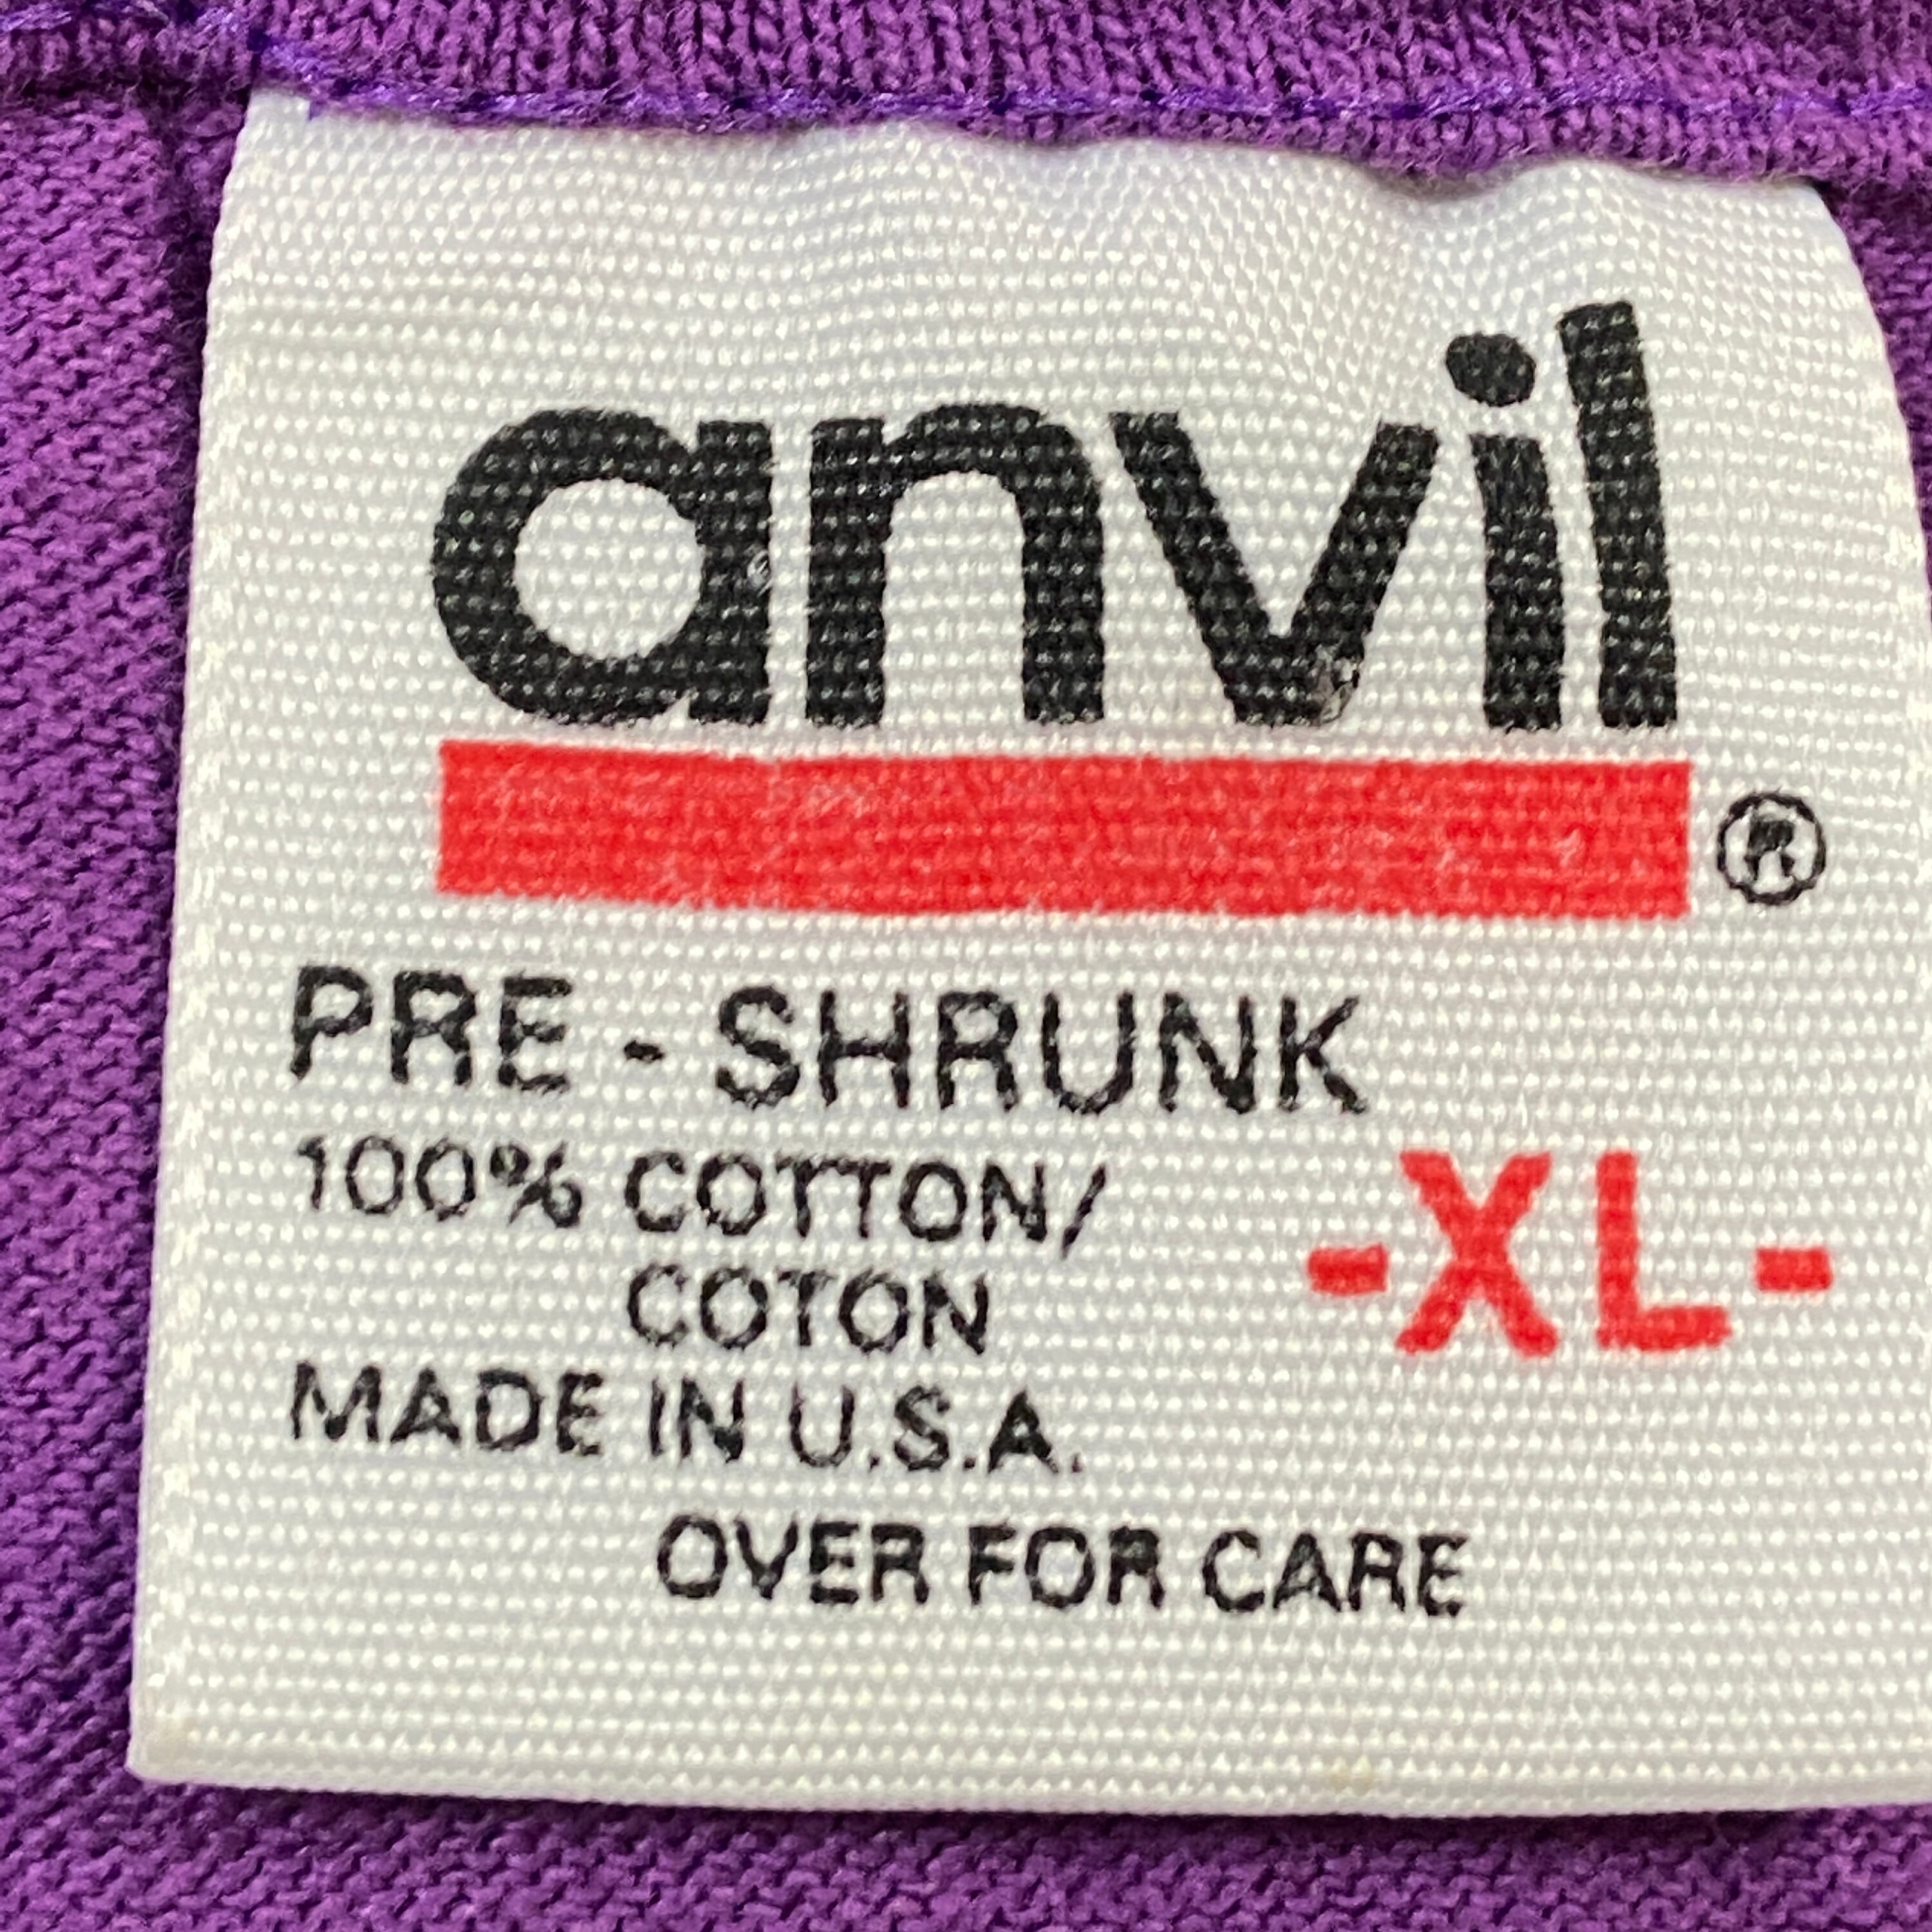 anvil
®
PRE - SHRUNK
100% COTTON/
COTON
-XL-
MADE IN U.S.A.
OVER FOR CARE